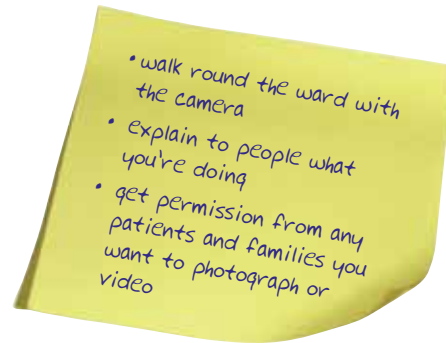 • walk round the ward with
the camera
• explain to people what
you're doing
• get permission from any
patients and families you
want to photograph or
video